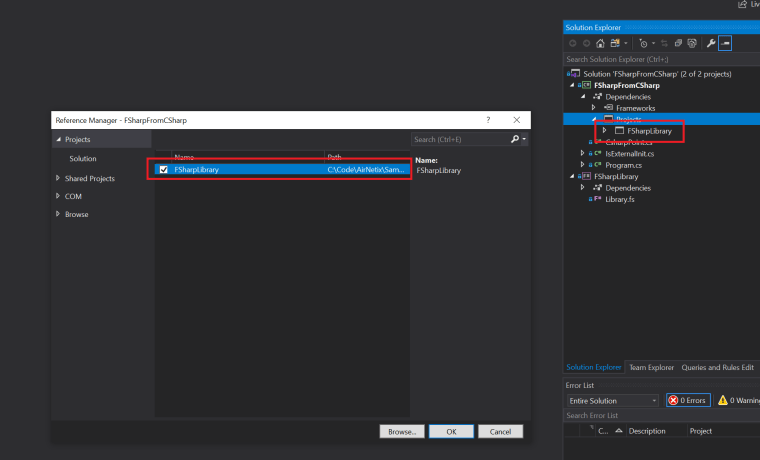 Liv
Solution Explorer
Search Solution Explorer (Ctrl+;)
Solution 'FSharpFromCSharp' (2 of 2 projects)
FSharpFromCSharp
Dependencies
Frameworks
Projects
FSharpLibrary
CsharpPoint.cs
IsExternalInit.cs
Program.cs
FSharpLibrary
Dependencies
Library.fs
Reference Manager - FSharpFromCSharp
Projects
Solution
Shared Projects
COM
Browse
Search (Ctrl+E)
Name Path
FSharpLibrary C:\Code\AirNetix\Sam...
Name:
FSharpLibrary
Browse... OK Cancel
Solution Explorer Team Explorer Queries and Rules Edit
Error List
Entire Solution 0 Errors 0 Warnin
Search Error List
C... Description Project